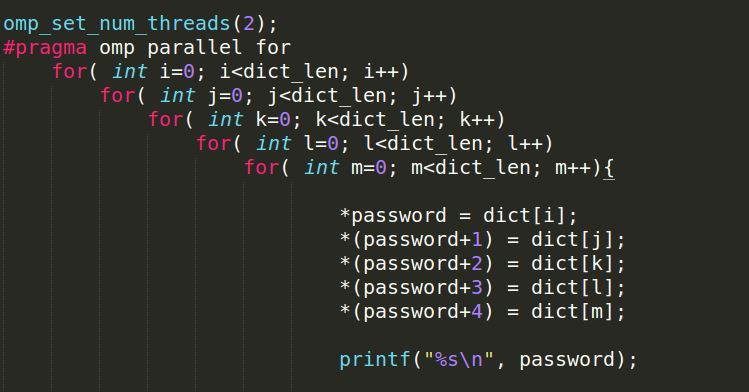 omp_set_num_threads(2);
#pragma omp parallel for
for( int i=0; i<dict_len; i++)
for( int j=0; j<dict_len; j++)
for( int k=0; k<dict_len; k++)
for( int l=0; l<dict_len; l++)
for( int m=0; m<dict_len; m++){
*password = dict[i];
*(password+1) = dict[j];
*(password+2) = dict[k];
*(password+3) = dict[l];
*(password+4) = dict[m];
printf("%s\n", password);